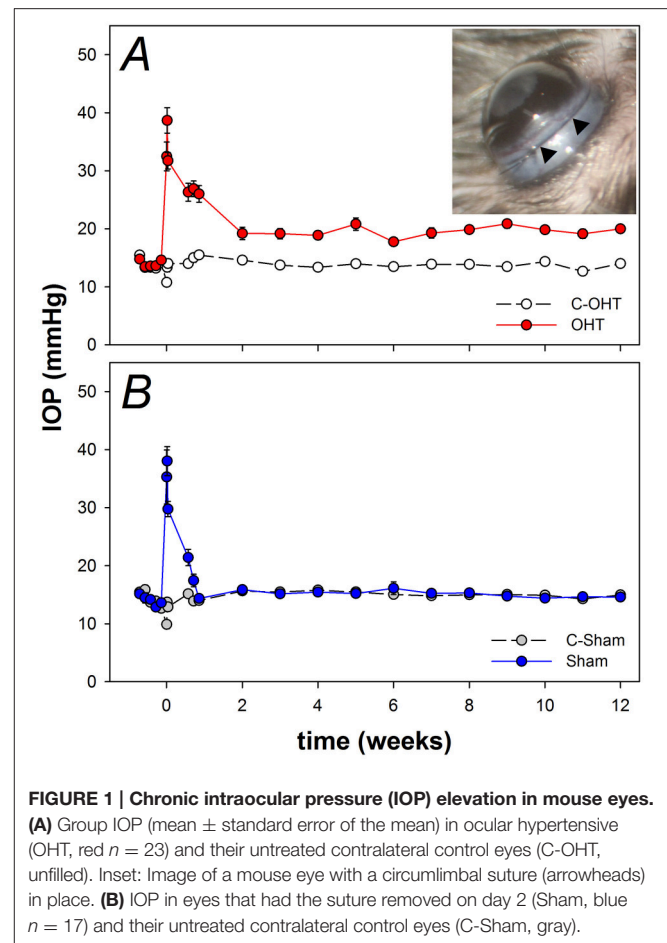 A
50
40
30
20
10
0
C-OHT
OHT
IOP (mmHg)
B
50
40
30
20
10
0
C-Sham
Sham
0 2 4 6 8 10 12
time (weeks)
FIGURE 1 | Chronic intraocular pressure (IOP) elevation in mouse eyes.
(A) Group IOP (mean ± standard error of the mean) in ocular hypertensive
(OHT, red n = 23) and their untreated contralateral control eyes (C-OHT,
unfilled). Inset: Image of a mouse eye with a circumlimbal suture (arrowheads)
in place. (B) IOP in eyes that had the suture removed on day 2 (Sham, blue
n = 17) and their untreated contralateral control eyes (C-Sham, gray).